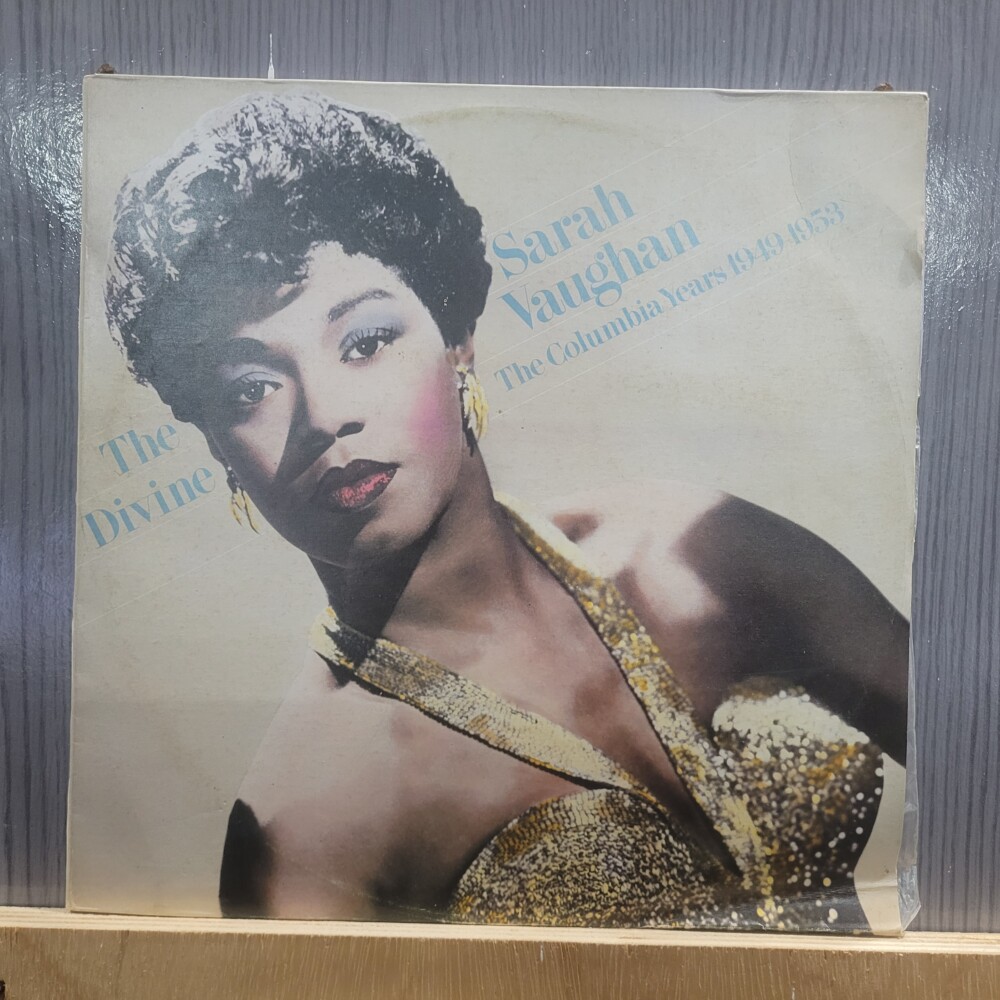 The
Divine
Sarah
Vaughan
The Columbia Years 1949-1953